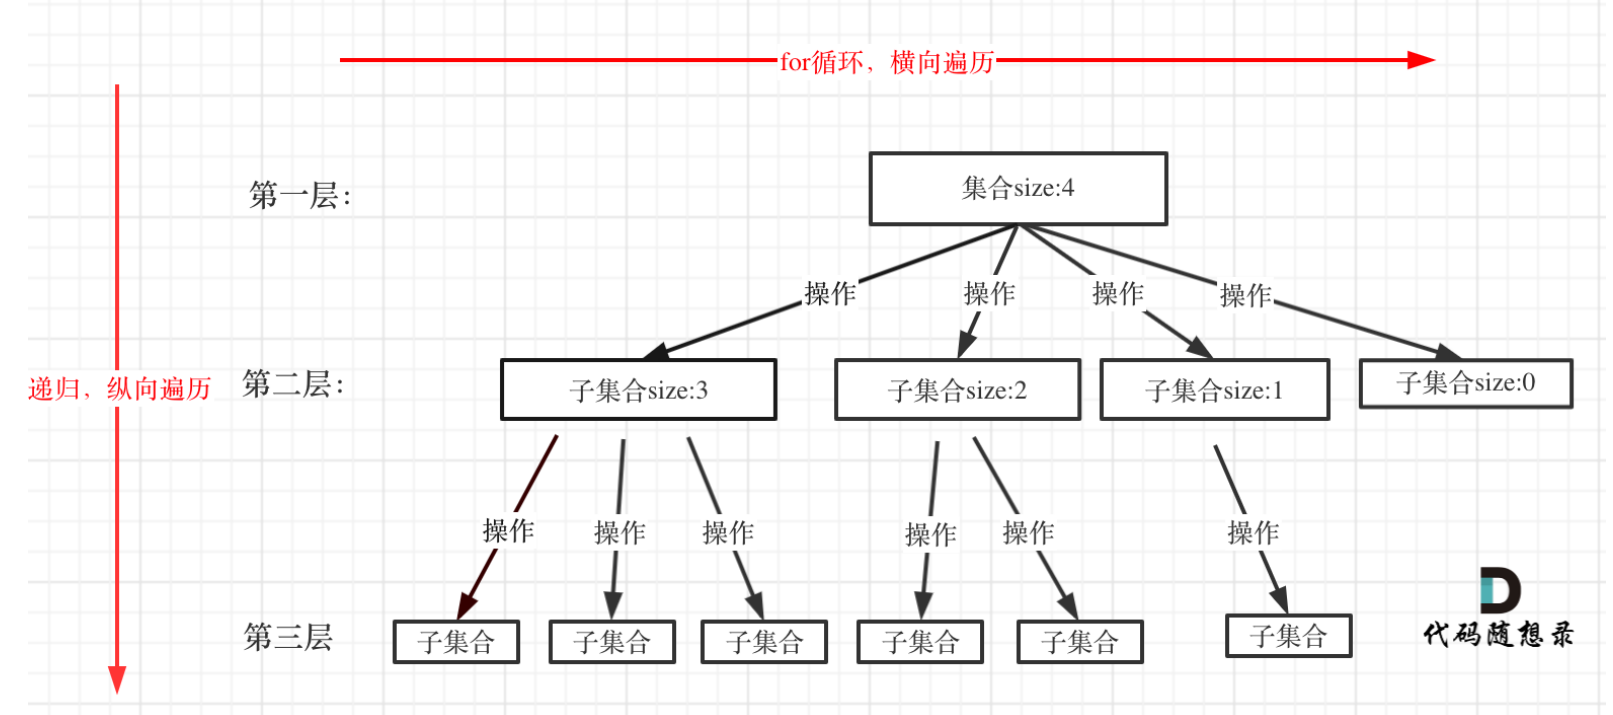 for循环，横向遍历
第一层：
集合size:4
操作
操作
操作
操作
递归，纵向遍历
第二层：
子集合size:3
子集合size:2
子集合size:1
子集合size:0
操作
操作
操作
操作
操作
操作
第三层
子集合
子集合
子集合
子集合
子集合
子集合
代码随想录